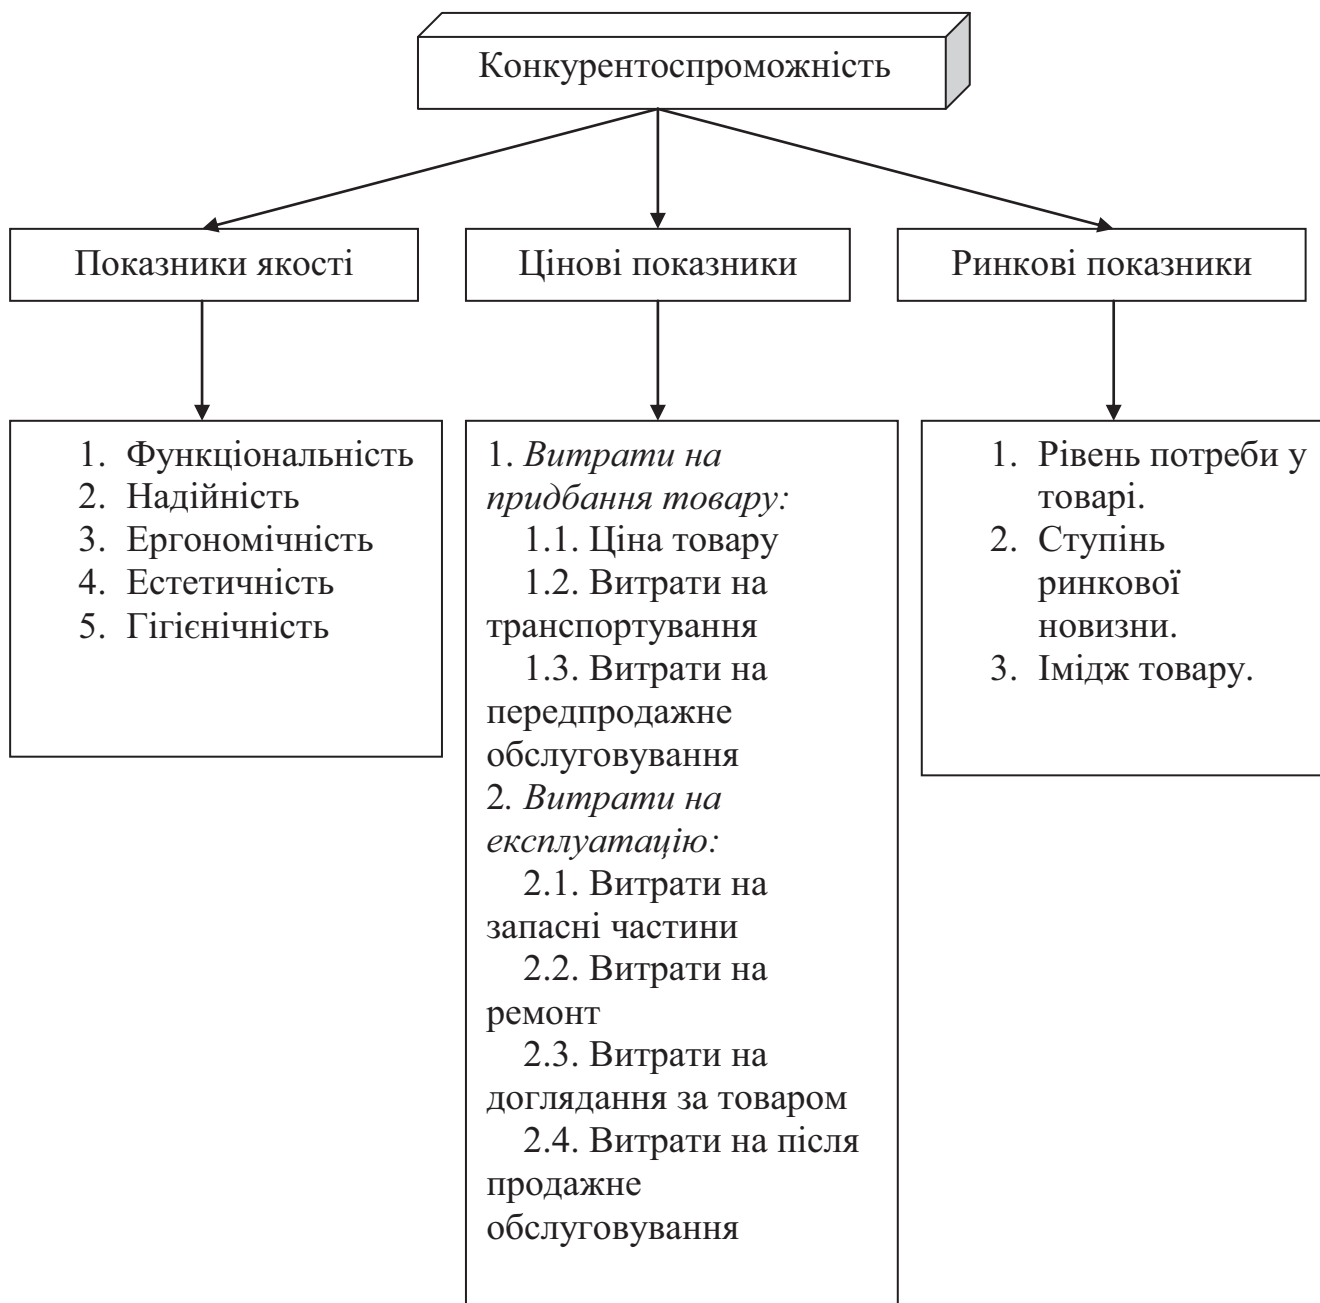 Конкурентоспроможність
Показники якості
Цінові показники
Ринкові показники
1. Функціональність
2. Надійність
3. Ергономічність
4. Естетичність
5. Гігієнічність
1. Витрати на
придбання товару:
1.1. Ціна товару
1.2. Витрати на
транспортування
1.3. Витрати на
передпродажне
обслуговування
2. Витрати на
експлуатацію:
2.1. Витрати на
запасні частини
2.2. Витрати на
ремонт
2.3. Витрати на
доглядання за товаром
2.4. Витрати на після
продажне
обслуговування
1. Рівень потреби у
товарі.
2. Ступінь
ринкової
новизни.
3. Імідж товару.